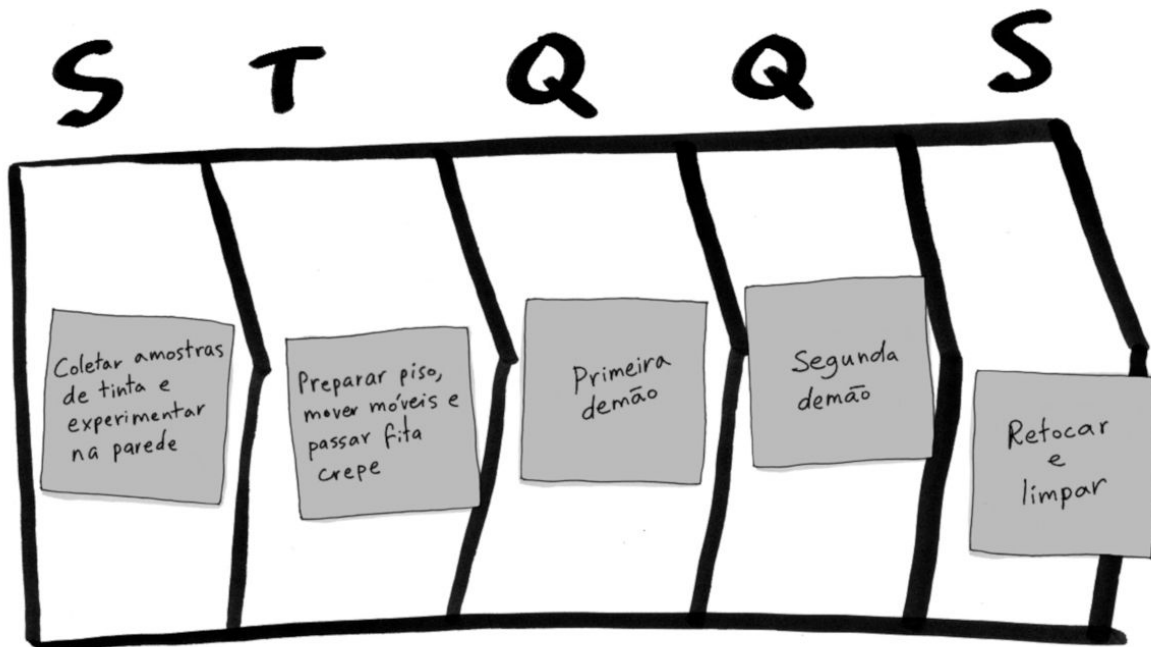 S T Q Q S
Coletar amostras
de tinta e
experimentar
na parede
Preparar piso,
mover móveis e
passar fita
crepe
Primeira
demão
Segunda
demão
Retocar
e
limpar